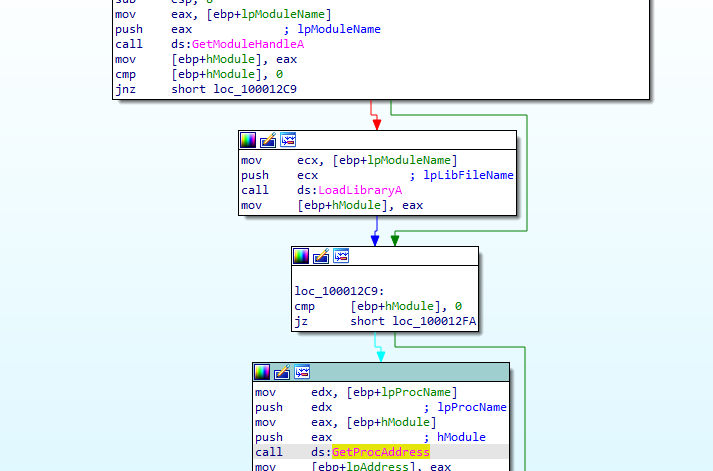 sub     esp, 8
mov     eax, [ebp+lpModuleName]
push    eax             ; lpModuleName
call    ds:GetModuleHandleA
mov     [ebp+hModule], eax
cmp     [ebp+hModule], 0
jnz     short loc_100012C9
mov     ecx, [ebp+lpModuleName]
push    ecx             ; lpLibFileName
call    ds:LoadLibraryA
mov     [ebp+hModule], eax
loc_100012C9:
cmp     [ebp+hModule], 0
jz      short loc_100012FA
mov     edx, [ebp+lpProcName]
push    edx             ; lpProcName
mov     eax, [ebp+hModule]
push    eax             ; hModule
call    ds:GetProcAddress
mov     [ebp+lpAddress], eax